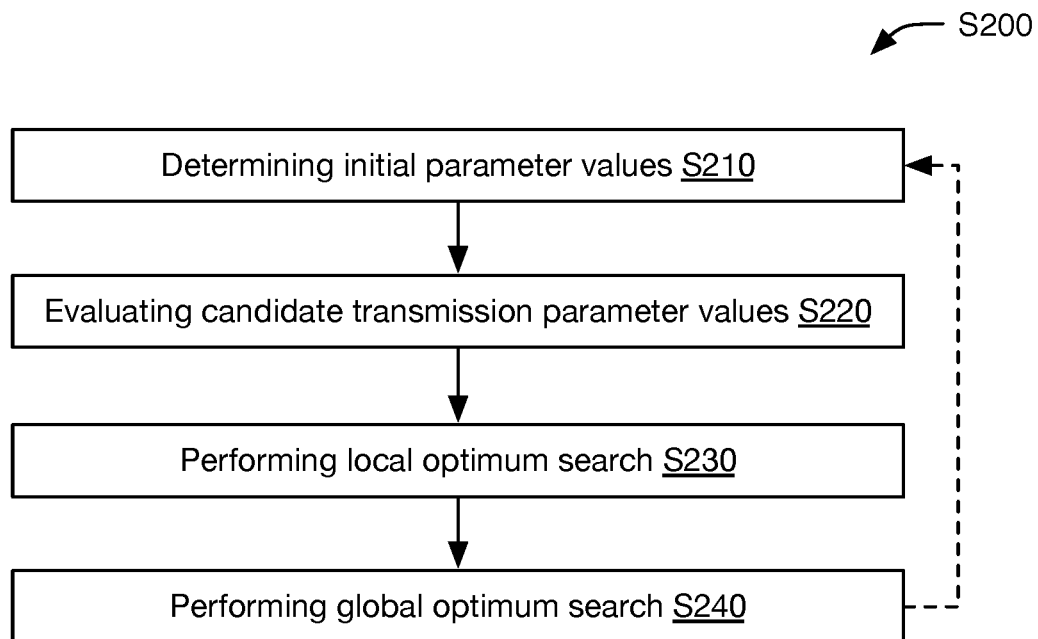 S200
Determining initial parameter values S210
Evaluating candidate transmission parameter values S220
Performing local optimum search S230
Performing global optimum search S240